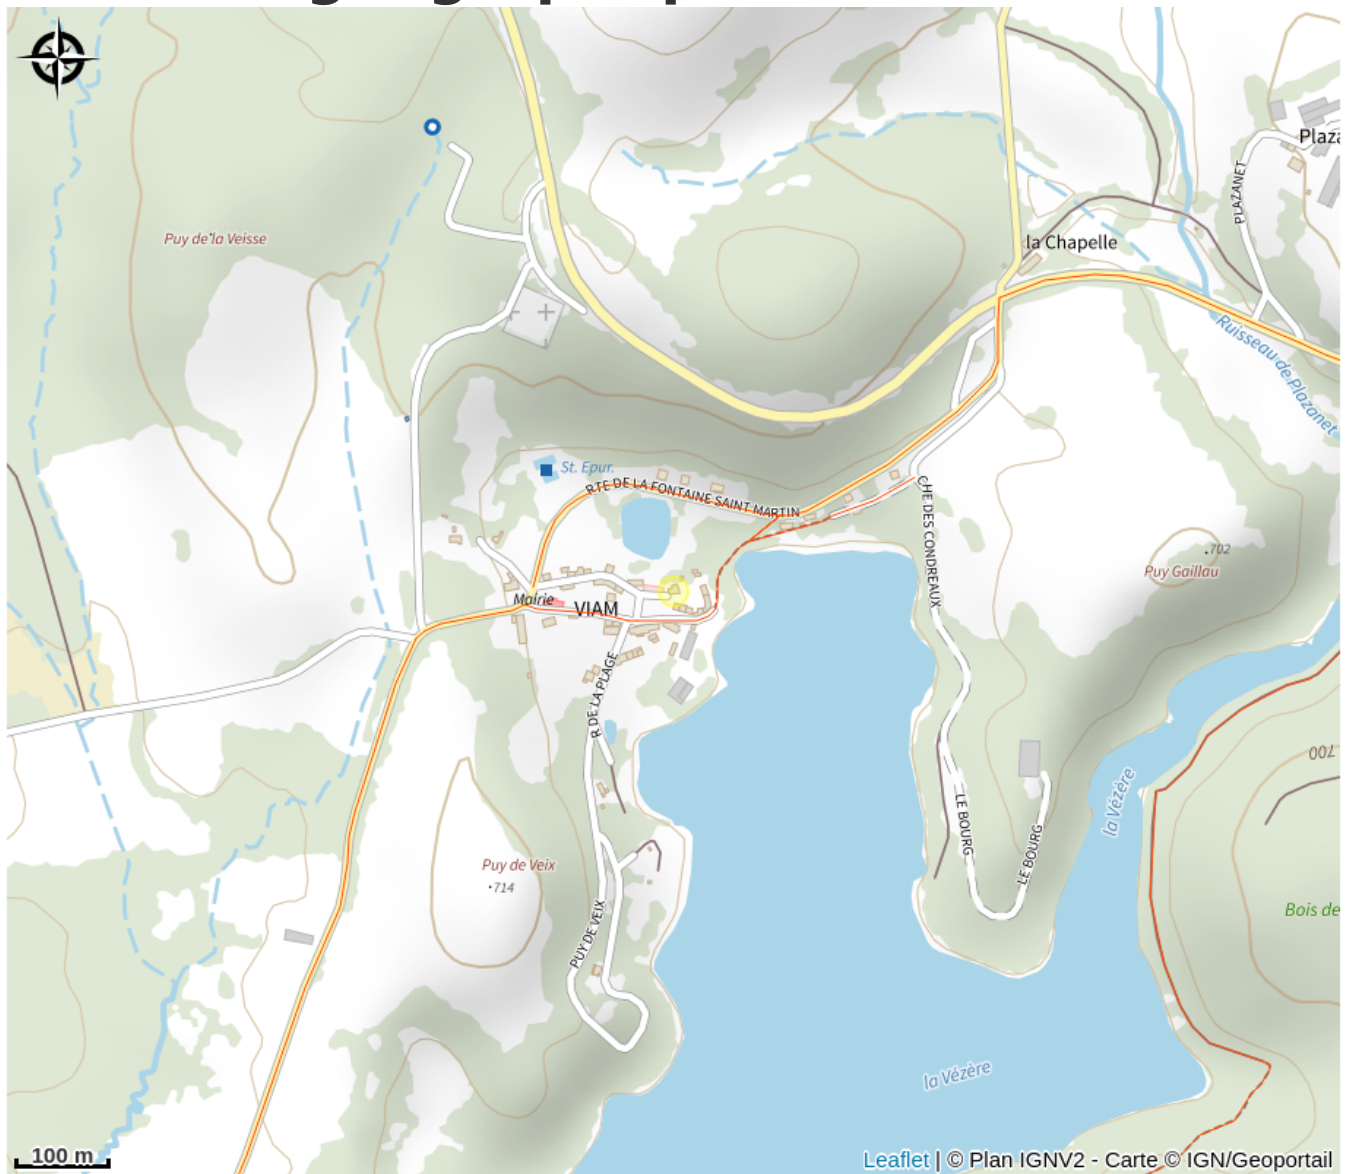 Plaza
PLAZANET
Puy de la Veisse
la Chapelle
Ruisseau de Plazanet
St. Epur.
RTE DE LA FONTAINE SAINT MARTIN
CHE DES CONDREAUX
702
Puy Gaillau
Mairie
VIAM
R DE LA PLAGE
700
la Vézère
LE BOURG
LE BOURG
Puy de Veix
714
PUY DE VEIX
Bois de
la Vézère
100 m
Leaflet | © Plan IGNV2 - Carte © IGN/Geoportail